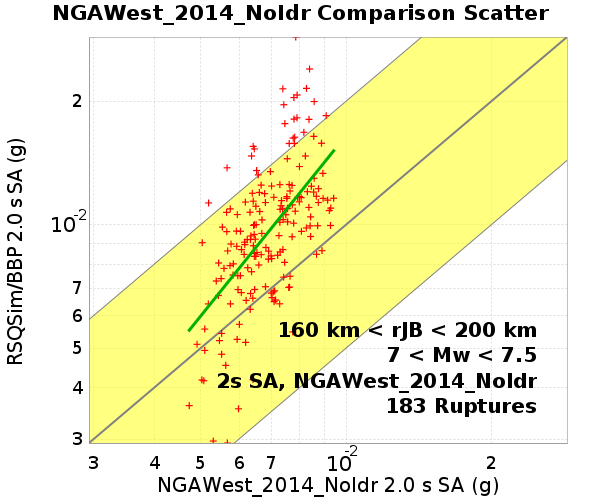 NGAWest_2014_NoIdr Comparison Scatter
RSQSim/BBP 2.0 s SA (g)
2
10-2
7
6
5
4
3
160 km < rJB < 200 km
7 < Mw < 7.5
2s SA, NGAWest_2014_NoIdr
183 Ruptures
3 4 5 6 7 10-2 2
NGAWest_2014_NoIdr 2.0 s SA (g)